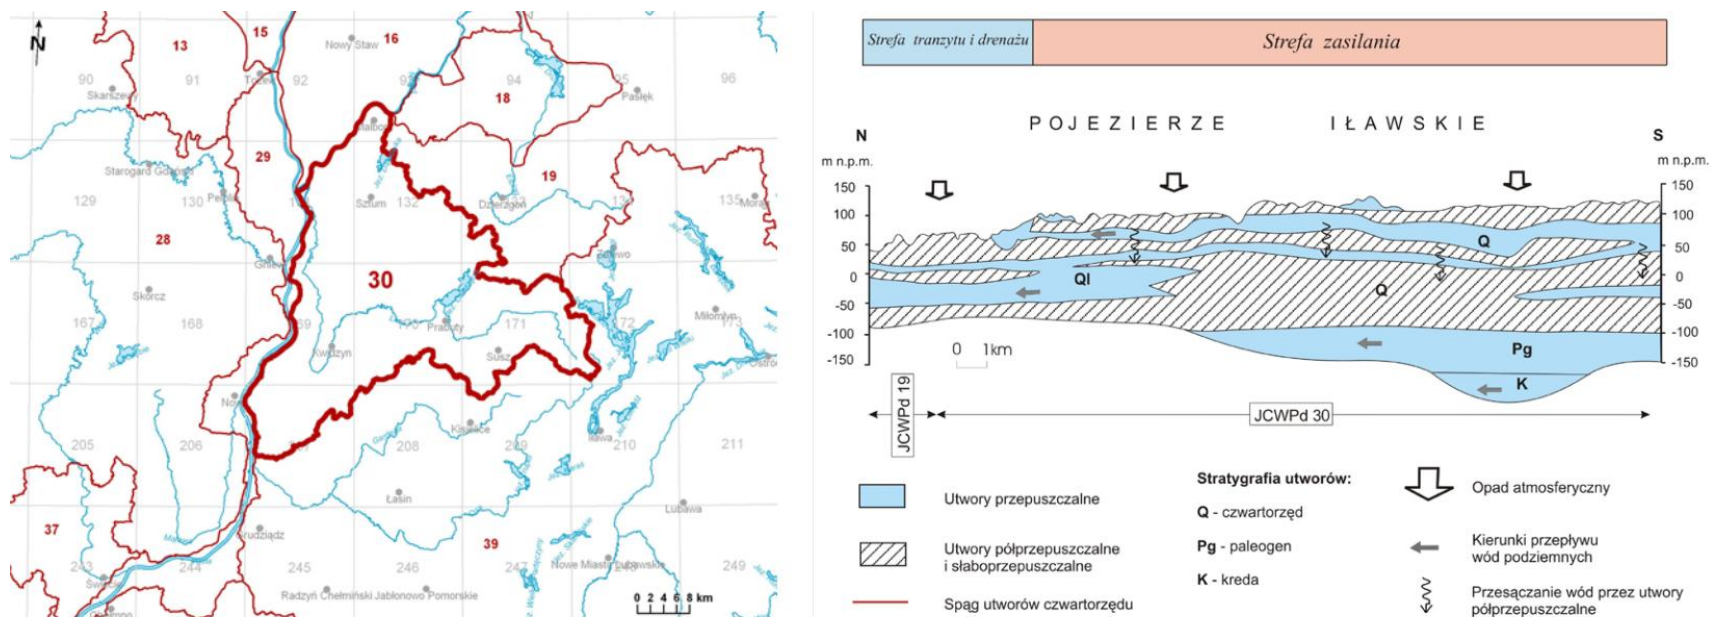 N
13
15
16
Nowy Staw
90
91
92
94
95
96
Skarszewy
Pasłęk
18
29
19
Starogard Gdański
129
130
Sztum
132
Dzierzgoń
135
28
Gniew
30
Skórcz
167
168
170
171
172
173
Prabuty
Miłomłyn
Kwidzyn
Susz
205
206
208
209
210
211
Iława
Łasin
Lubawa
37
Grudziądz
39
243
244
245
246
247
249
Nowe Miasto Lubawskie
Radzyń Chełmiński
Jabłonowo Pomorskie
0 2 4 6 8 km
Strefa tranzytu i drenażu
Strefa zasilania
POJEZIERZE IŁAWSKIE
N
S
m n.p.m.
m n.p.m.
150
100
50
0
-50
-100
-150
150
100
50
0
-50
-100
-150
Q
QI
Q
Pg
K
0 1km
JCWPd 19
JCWPd 30
Utwory przepuszczalne
Utwory półprzepuszczalne
i słaboprzepuszczalne
Spąg utworów czwartorzędu
Stratygrafia utworów:
Q - czwartorzęd
Pg - paleogen
K - kreda
Opad atmosferyczny
Kierunki przepływu
wód podziemnych
Przesączanie wód przez utwory
półprzepuszczalne